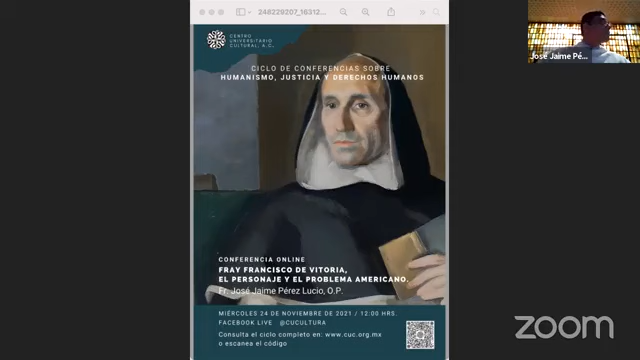 248229207_16312...
CENTRO
UNIVERSITARIO
CULTURAL, A.C.
CICLO DE CONFERENCIAS SOBRE
HUMANISMO, JUSTICIA Y DERECHOS HUMANOS
José Jaime Pé...
CONFERENCIA ONLINE
FRAY FRANCISCO DE VITORIA,
EL PERSONAJE Y EL PROBLEMA AMERICANO.
Fr. José Jaime Pérez Lucio, O.P.
MIÉRCOLES 24 DE NOVIEMBRE DE 2021 / 12:00 HRS.
FACEBOOK LIVE @CUCULTURA
Consulta el ciclo completo en: www.cuc.org.mx
o escanea el código
zoom